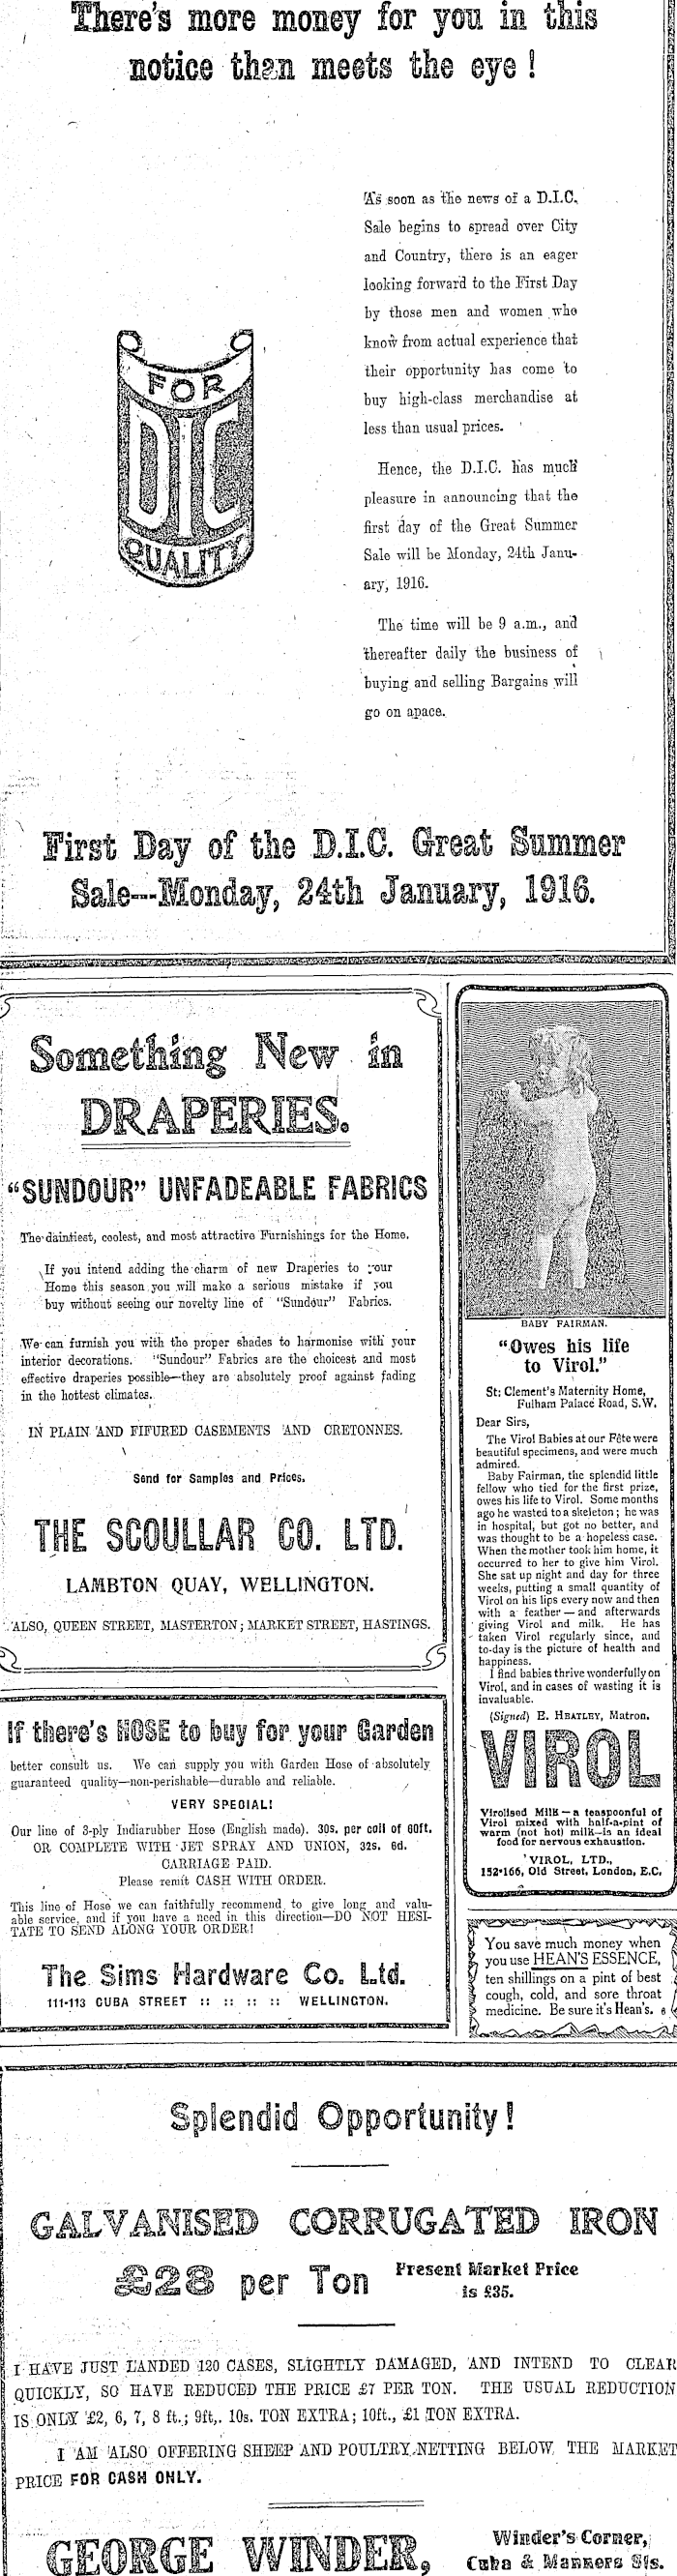 There's more money for you in this
notice than meets the eye!
FOR
DIC
QUALITY
As soon as the news of a D.I.C.
Sale begins to spread over City
and Country, there is an eager
looking forward to the First Day
by those men and women who
know from actual experience that
their opportunity has come to
buy high-class merchandise at
less than usual prices.
Hence, the D.I.C. has much
pleasure in announcing that the
first day of the Great Summer
Sale will be Monday, 24th Janu-
ary, 1916.
The time will be 9 a.m., and
thereafter daily the business of
buying and selling Bargains will
go on apace.
First Day of the D.I.C. Great Summer
Sale--Monday, 24th January, 1916.
Something New in
DRAPERIES.
"SUNDOUR" UNFADEABLE FABRICS
The daintiest, coolest, and most attractive Furnishings for the Home.
If you intend adding the charm of new Draperies to your
Home this season you will make a serious mistake if you
buy without seeing our novelty line of "Sundour" Fabrics.
We can furnish you with the proper shades to harmonise with your
interior decorations. "Sundour" Fabrics are the choicest and most
effective draperies possible—they are absolutely proof against fading
in the hottest climates.
IN PLAIN AND FIFURED CASEMENTS AND CRETONNES.
Send for Samples and Prices.
THE SCOULLAR CO. LTD.
LAMBTON QUAY, WELLINGTON.
ALSO, QUEEN STREET, MASTERTON; MARKET STREET, HASTINGS.
If there's HOSE to buy for your Garden
better consult us. We can supply you with Garden Hose of absolutely
guaranteed quality—non-perishable—durable and reliable.
VERY SPECIAL!
Our line of 3-ply Indiarubber Hose (English made). 30s. per coil of 60ft.
OR COMPLETE WITH JET SPRAY AND UNION, 32s. 6d.
CARRIAGE PAID.
Please remit CASH WITH ORDER.
This line of Hose we can faithfully recommend to give long and valu-
able service, and if you have a need in this direction—DO NOT HESI-
TATE TO SEND ALONG YOUR ORDER!
The Sims Hardware Co. Ltd.
111-113 CUBA STREET :: :: :: :: WELLINGTON.
BABY FAIRMAN.
"Owes his life
to Virol."
St. Clement's Maternity Home,
Fulham Palace Road, S.W.
Dear Sirs,
The Virol Babies at our Fête were
beautiful specimens, and were much
admired.
Baby Fairman, the splendid little
fellow who tied for the first prize,
owes his life to Virol. Some months
ago he wasted to a skeleton; he was
in hospital, but got no better, and
was thought to be a hopeless case.
When the mother took him home, it
occurred to her to give him Virol.
She sat up night and day for three
weeks, putting a small quantity of
Virol on his lips every now and then
with a feather—and afterwards
giving Virol and milk. He has
taken Virol regularly since, and
to-day is the picture of health and
happiness.
I find babies thrive wonderfully on
Virol, and in cases of wasting it is
invaluable.
(Signed) E. HEATLEY, Matron.
VIROL
Virolised Milk—a teaspoonful of
Virol mixed with half-a-pint of
warm (not hot) milk—is an ideal
food for nervous exhaustion.
VIROL, LTD.,
152-166, Old Street, London, E.C.
You save much money when
you use HEAN'S ESSENCE,
ten shillings on a pint of best
cough, cold, and sore throat
medicine. Be sure it's Hean's. 6
Splendid Opportunity!
GALVANISED CORRUGATED IRON
£28 per Ton
Present Market Price
is £35.
I HAVE JUST LANDED 120 CASES, SLIGHTLY DAMAGED, AND INTEND TO CLEAR
QUICKLY, SO HAVE REDUCED THE PRICE £7 PER TON. THE USUAL REDUCTION
IS ONLY £2, 6, 7, 8 ft.; 9ft,. 10s. TON EXTRA; 10ft., £1 TON EXTRA.
I AM ALSO OFFERING SHEEP AND POULTRY NETTING BELOW THE MARKET
PRICE FOR CASH ONLY.
GEORGE WINDER,
Winder's Corner,
Cuba & Manners Sts.